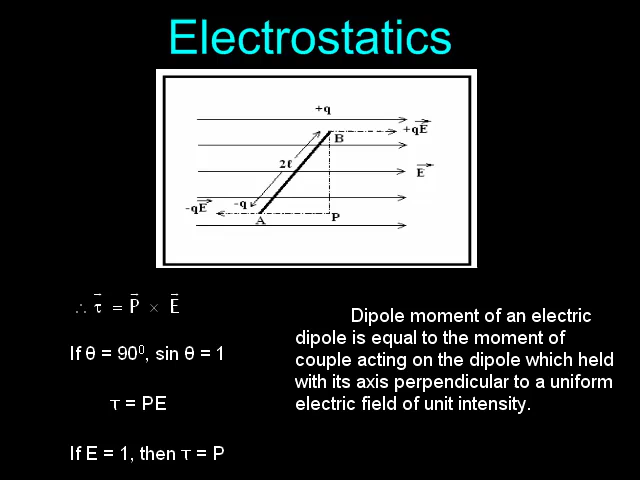 Electrostatics
+q
B
+qE⃗
2ℓ
E⃗
-qE⃗
-q
A
P
∴ τ⃗ = P⃗ × E⃗
If θ = 90⁰, sin θ = 1
τ = PE
If E = 1, then τ = P
Dipole moment of an electric
dipole is equal to the moment of
couple acting on the dipole which held
with its axis perpendicular to a uniform
electric field of unit intensity.